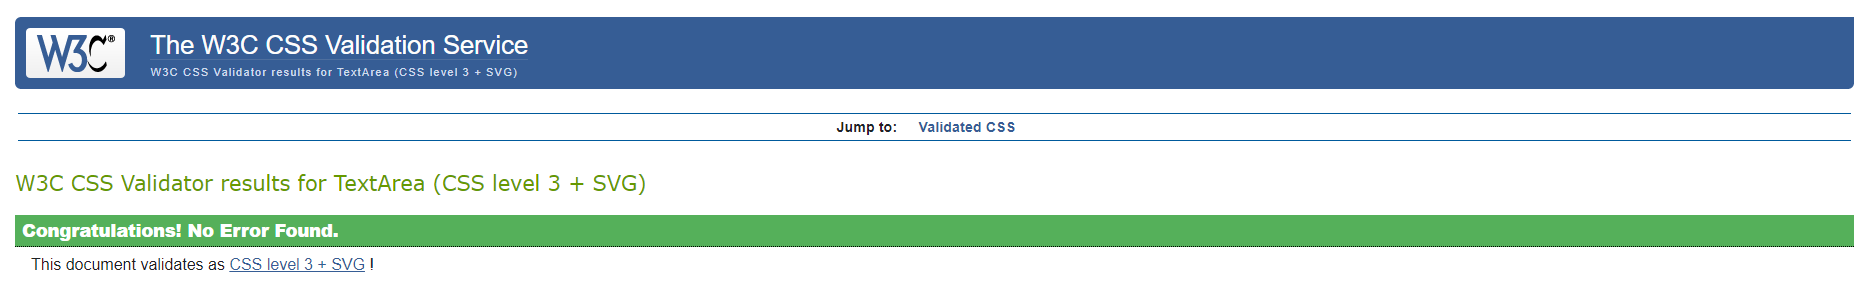 W3C® The W3C CSS Validation Service
W3C CSS Validator results for TextArea (CSS level 3 + SVG)
Jump to: Validated CSS
W3C CSS Validator results for TextArea (CSS level 3 + SVG)
Congratulations! No Error Found.
This document validates as CSS level 3 + SVG !